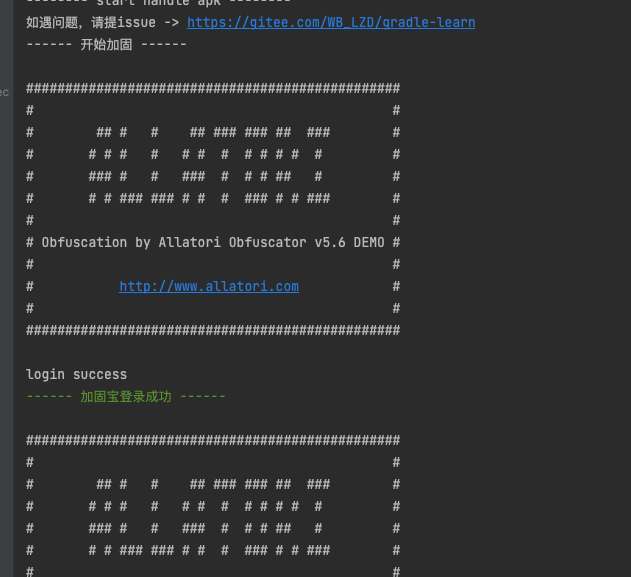 -------- start handle apk --------
如遇问题，请提issue -> https://gitee.com/WB_LZD/gradle-learn
------ 开始加固 ------
################################################
#                                              #
#        ## #   #    ## ### ### ##  ###        #
#       # # #   #   # #  #  # # # #  #         #
#       ### #   #   ###  #  # # ##   #         #
#       # # ### ### # #  #  ### # # ###        #
#                                              #
# Obfuscation by Allatori Obfuscator v5.6 DEMO #
#                                              #
#           http://www.allatori.com            #
#                                              #
################################################
login success
------ 加固宝登录成功 ------
################################################
#                                              #
#        ## #   #    ## ### ### ##  ###        #
#       # # #   #   # #  #  # # # #  #         #
#       ### #   #   ###  #  # # ##   #         #
#       # # ### ### # #  #  ### # # ###        #
#                                              #